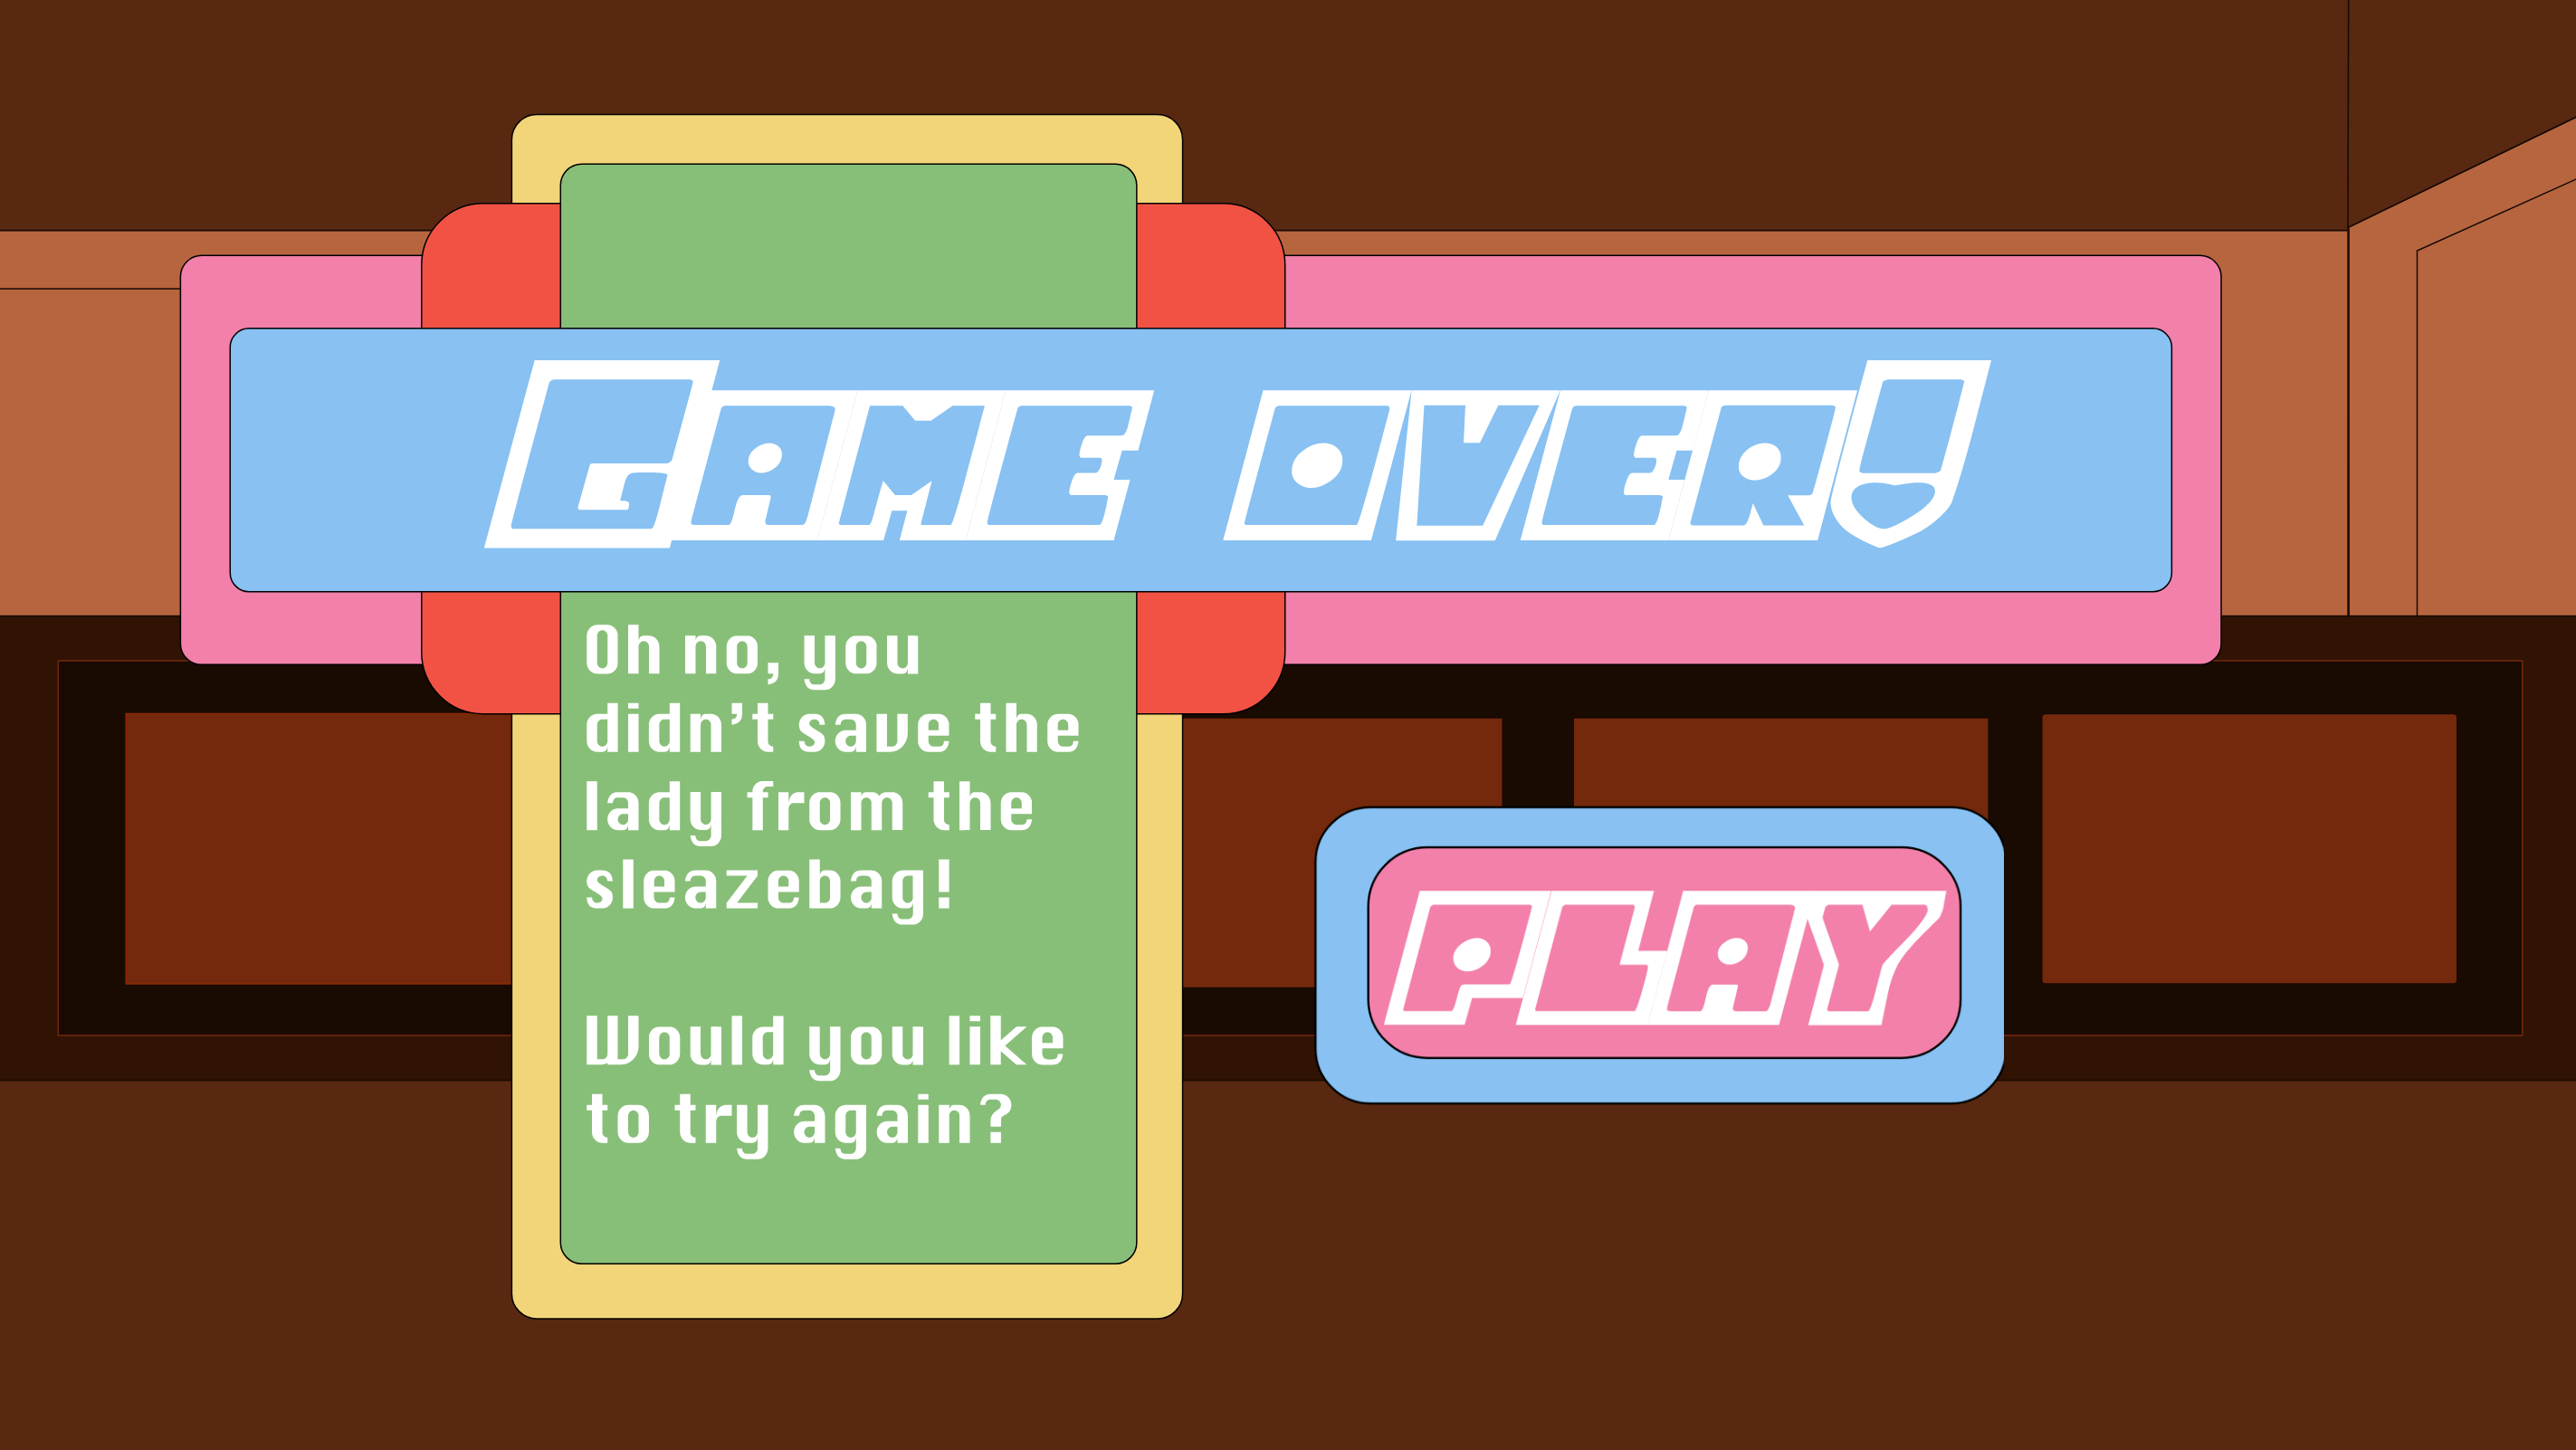 GAME OVER!
Oh no, you
didn't save the
lady from the
sleazebag!
Would you like
to try again?
PLAY